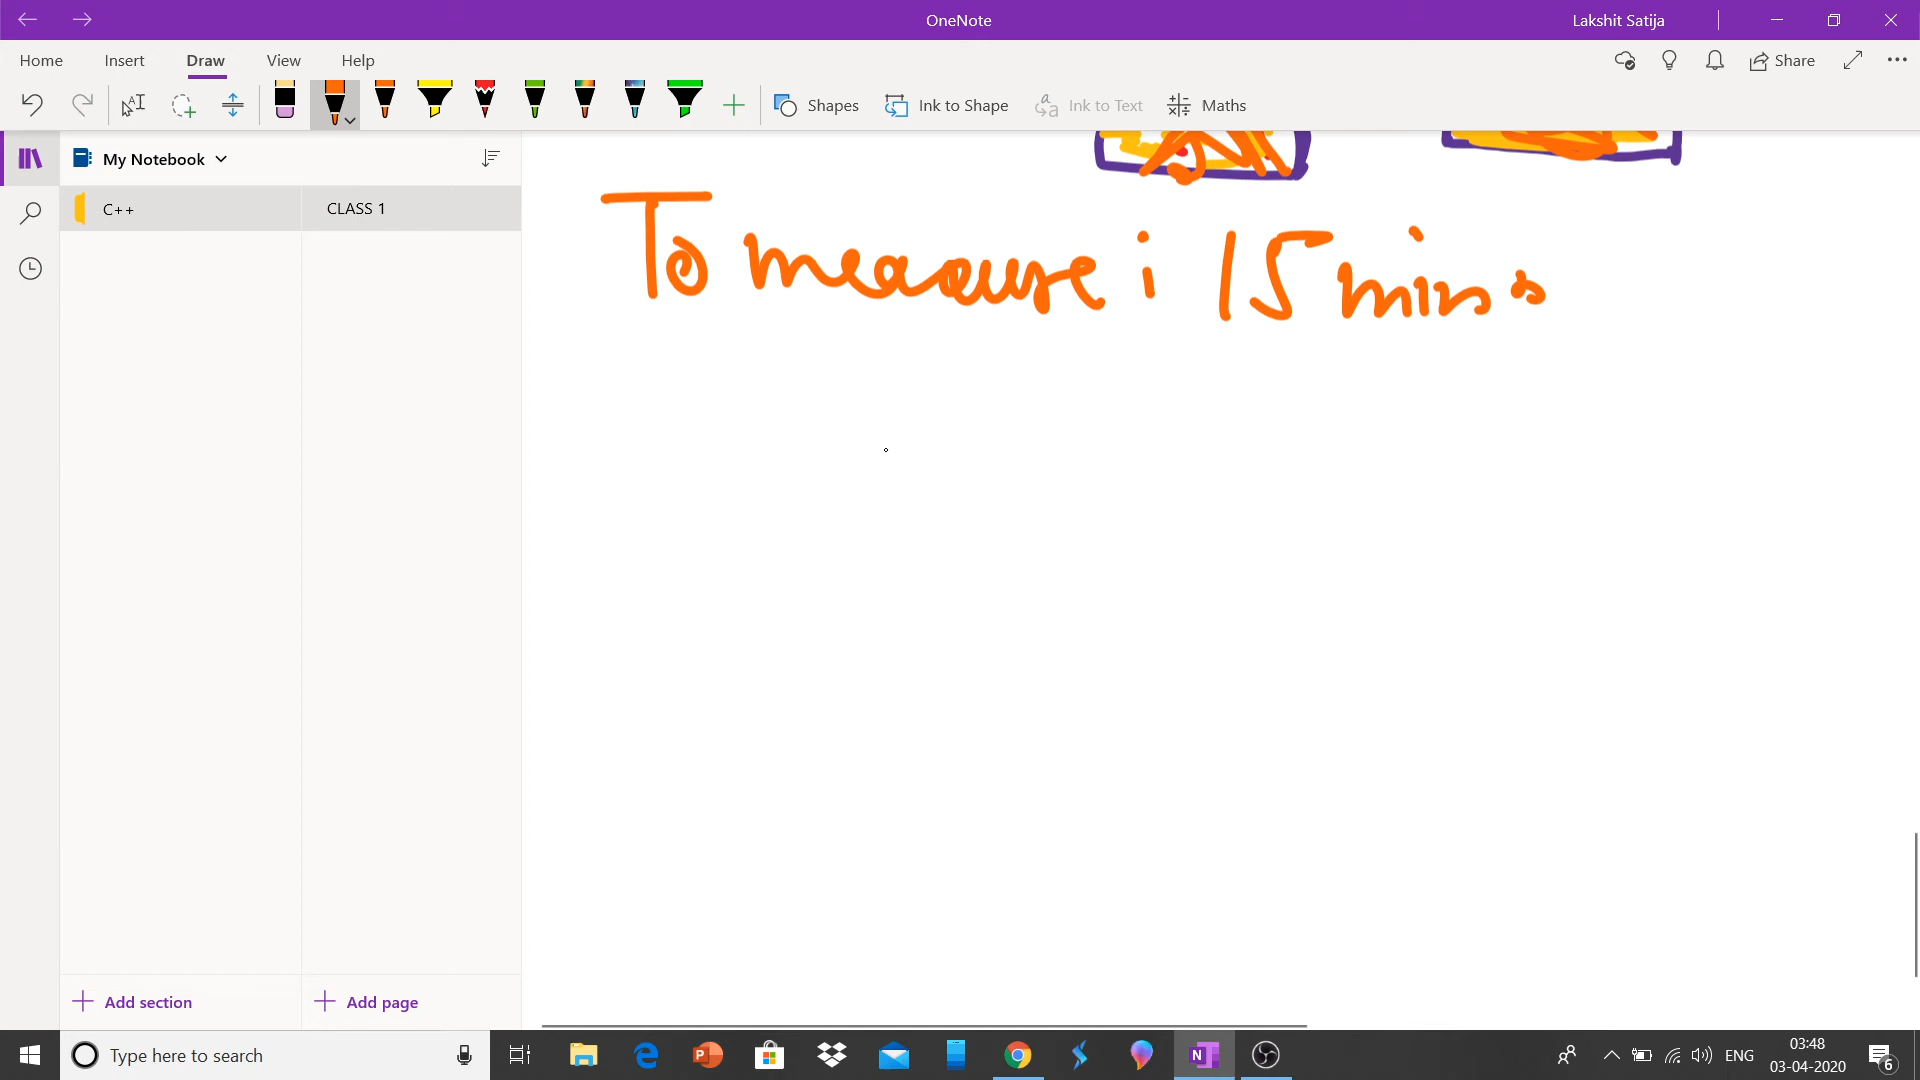 OneNote
Lakshit Satija
Home Insert Draw View Help
Share
Shapes Ink to Shape Ink to Text Maths
My Notebook
C++ CLASS 1
To measure i 15 mins
Add section Add page
Type here to search
ENG
03:48
03-04-2020
6